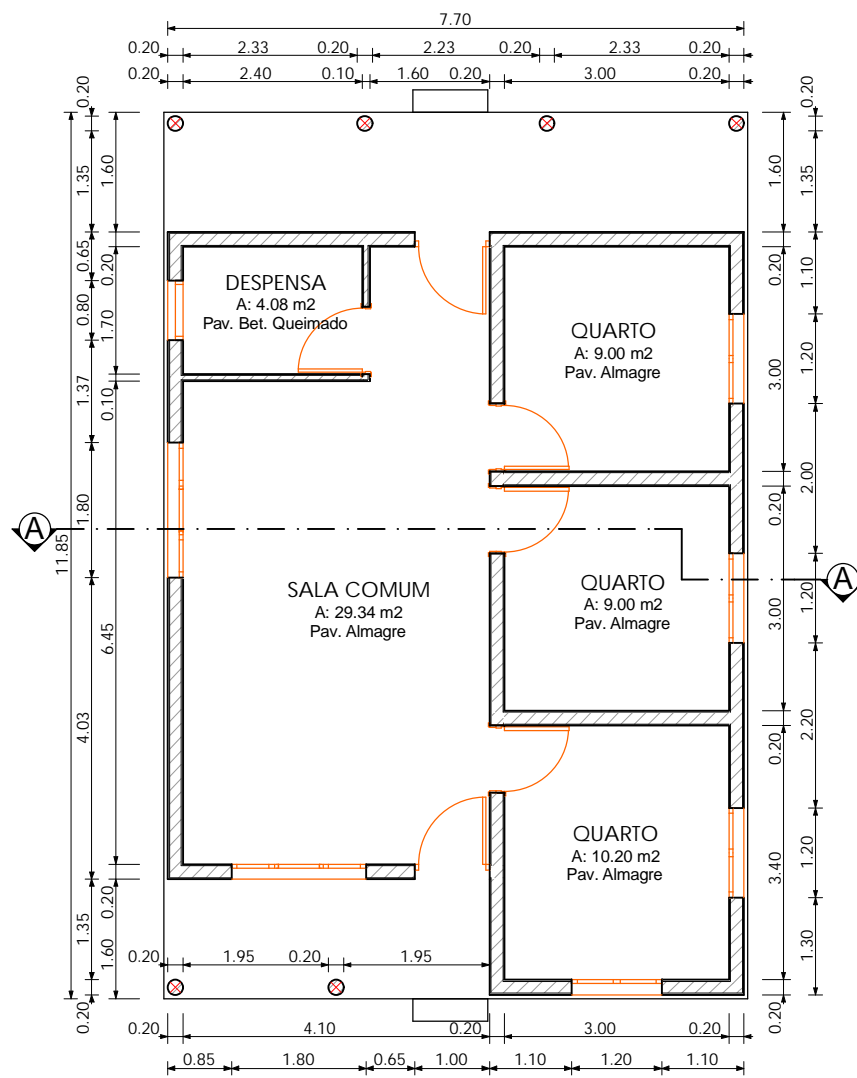 7.70
0.20 2.33 0.20 2.23 0.20 2.33 0.20
0.20 2.40 0.10 1.60 0.20 3.00 0.20
0.20
1.35
0.65
0.80
1.37
1.80
4.03
1.35
0.20
1.60
0.20
1.70
0.10
6.45
0.20
1.60
11.85
DESPENSA
A: 4.08 m2
Pav. Bet. Queimado
QUARTO
A: 9.00 m2
Pav. Almagre
A
SALA COMUM
A: 29.34 m2
Pav. Almagre
QUARTO
A: 9.00 m2
Pav. Almagre
A
QUARTO
A: 10.20 m2
Pav. Almagre
1.60
0.20
3.00
0.20
3.00
0.20
3.40
0.20
0.20
1.35
1.10
1.20
2.00
1.20
2.20
1.20
1.30
0.20 1.95 0.20 1.95
0.20 4.10 0.20 3.00 0.20
0.85 1.80 0.65 1.00 1.10 1.20 1.10